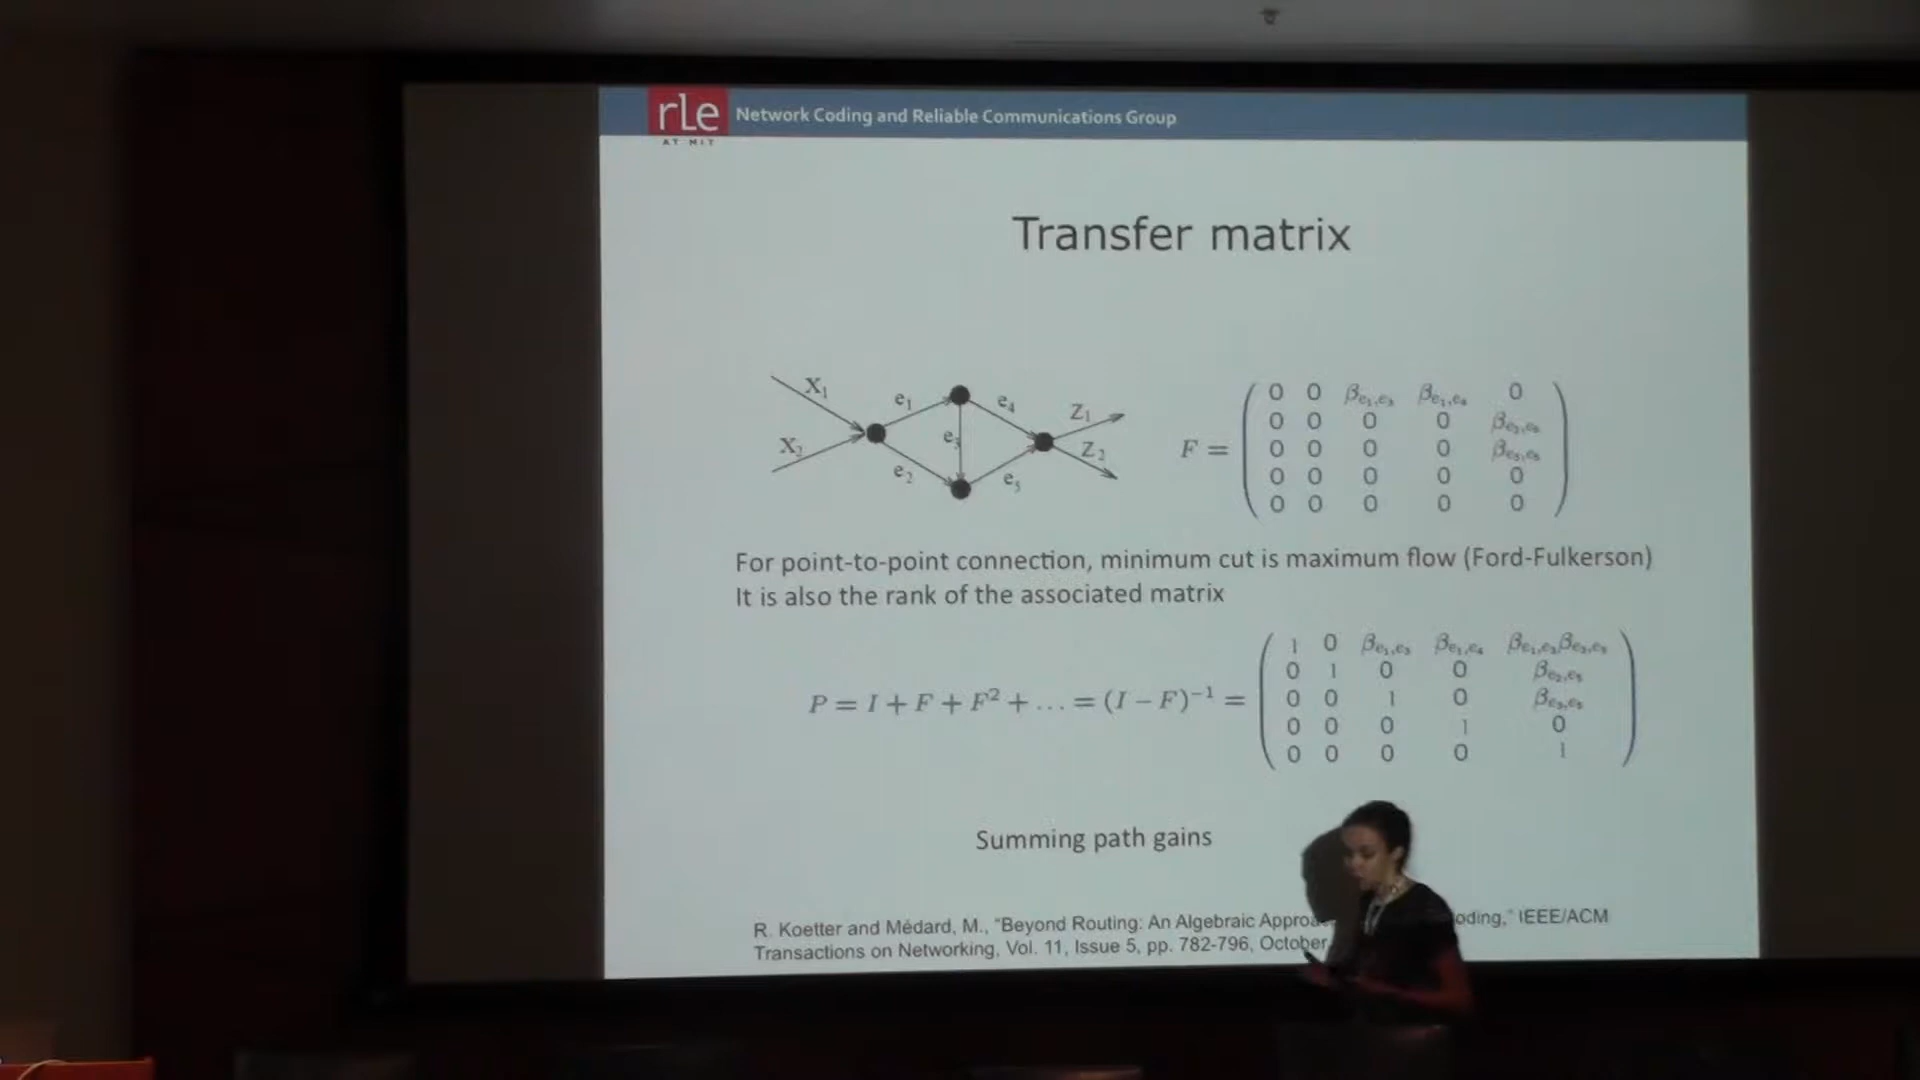 rle
AT MIT
Network Coding and Reliable Communications Group
Transfer matrix
X₁
X₂
e₁
e₂
e₃
e₄
e₅
Z₁
Z₂
F =
0 0 βₑ₁,ₑ₃ βₑ₁,ₑ₄ 0
0 0 0 0 βₑ₂,ₑ₅
0 0 0 0 βₑ₃,ₑ₅
0 0 0 0 0
0 0 0 0 0
For point-to-point connection, minimum cut is maximum flow (Ford-Fulkerson)
It is also the rank of the associated matrix
P = I + F + F² + ... = (I − F)⁻¹ =
1 0 βₑ₁,ₑ₃ βₑ₁,ₑ₄ βₑ₁,ₑ₃βₑ₃,ₑ₅
0 1 0 0 βₑ₂,ₑ₅
0 0 1 0 βₑ₃,ₑ₅
0 0 0 1 0
0 0 0 0 1
Summing path gains
R. Koetter and Médard, M., "Beyond Routing: An Algebraic Approa oding," IEEE/ACM
Transactions on Networking, Vol. 11, Issue 5, pp. 782-796, October